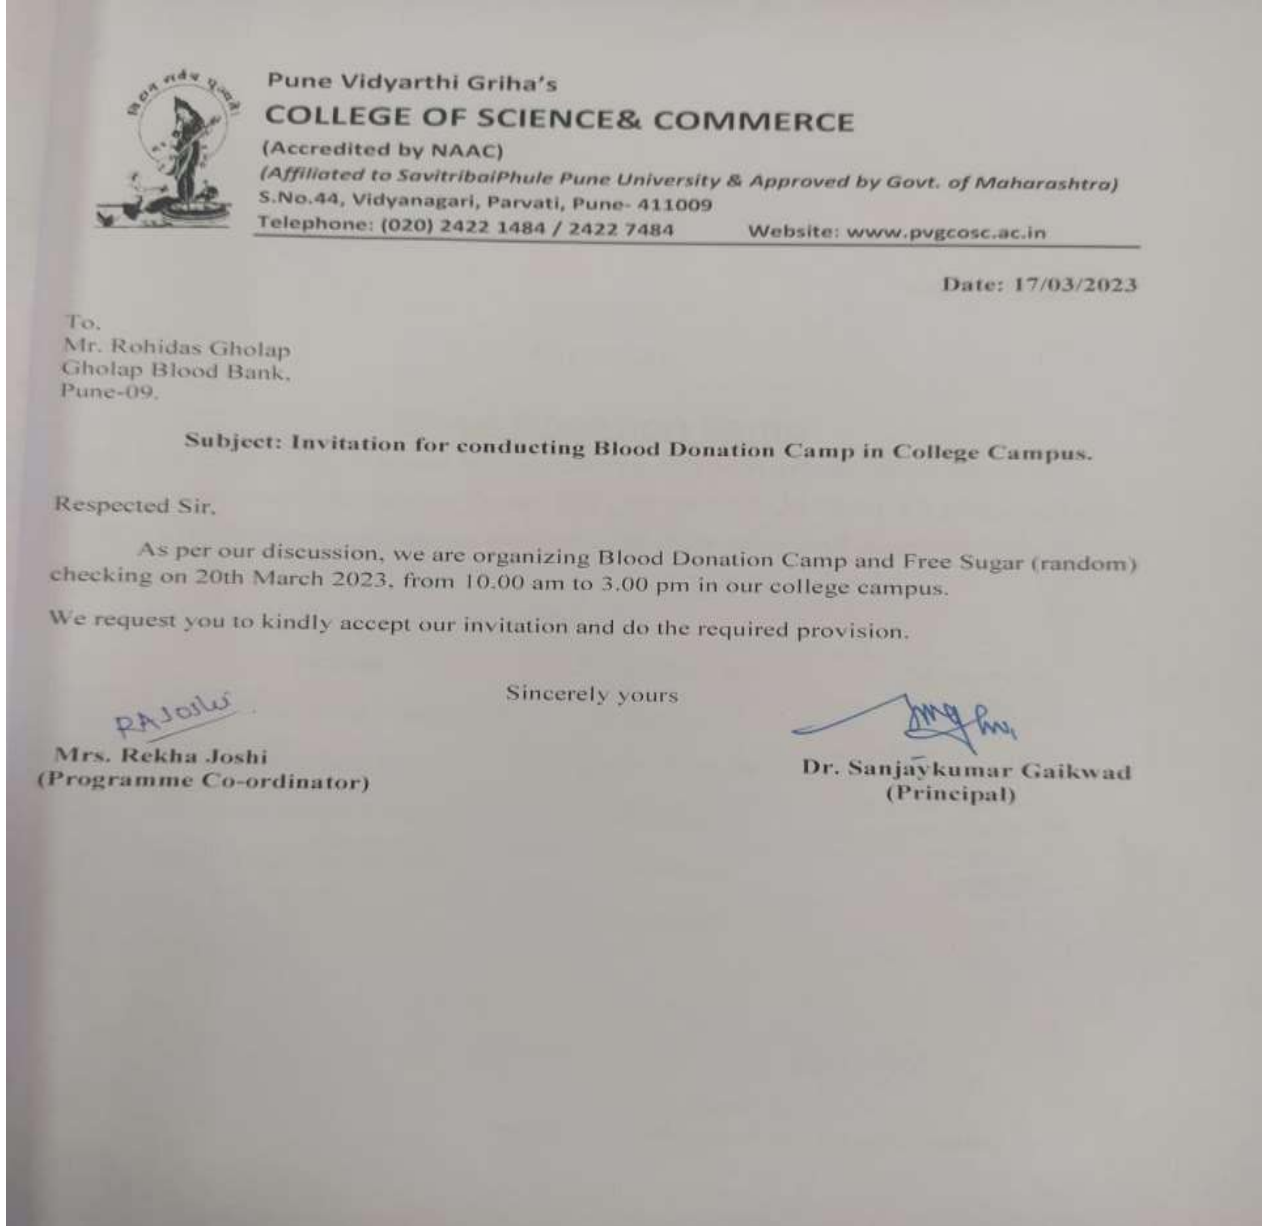 Pune Vidyarthi Griha's
COLLEGE OF SCIENCE& COMMERCE
(Accredited by NAAC)
(Affiliated to SavitribaiPhule Pune University & Approved by Govt. of Maharashtra)
S.No.44, Vidyanagari, Parvati, Pune- 411009
Telephone: (020) 2422 1484 / 2422 7484 Website: www.pvgcosc.ac.in
Date: 17/03/2023
To,
Mr. Rohidas Gholap
Gholap Blood Bank,
Pune-09.
Subject: Invitation for conducting Blood Donation Camp in College Campus.
Respected Sir,
As per our discussion, we are organizing Blood Donation Camp and Free Sugar (random)
checking on 20th March 2023, from 10.00 am to 3.00 pm in our college campus.
We request you to kindly accept our invitation and do the required provision.
Sincerely yours
RAJoshi
Mrs. Rekha Joshi
(Programme Co-ordinator)
Dr. Sanjaykumar Gaikwad
(Principal)